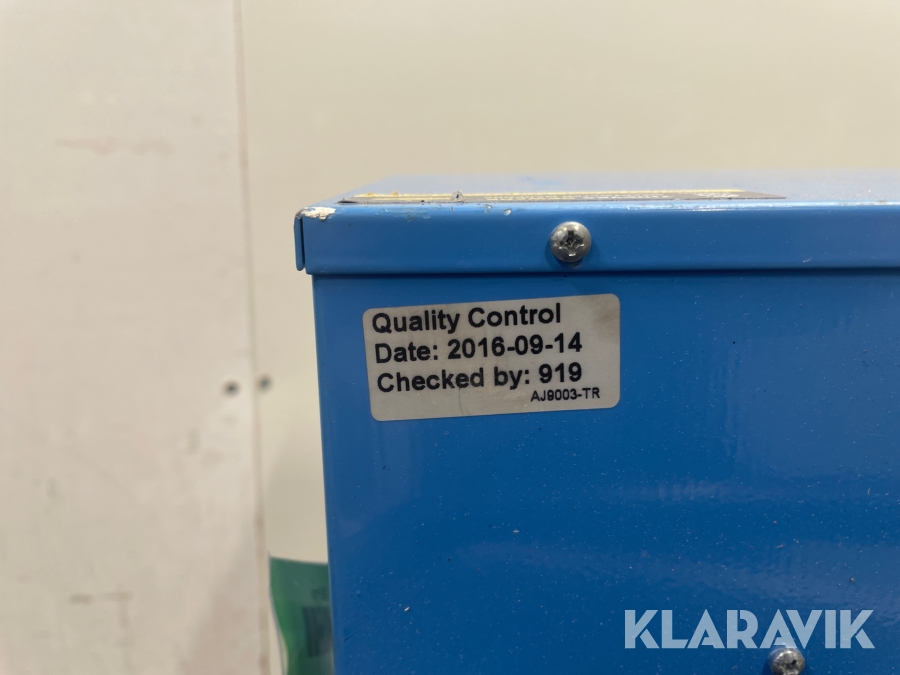 Quality Control
Date: 2016-09-14
Checked by: 919
AJ9003-TR
KLARAVIK